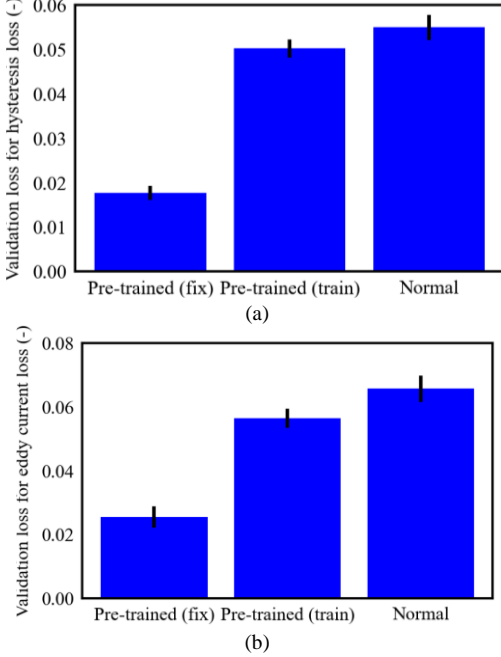 Validation loss for hysteresis loss (-)
0.06
0.05
0.04
0.03
0.02
0.01
0.00
Pre-trained (fix) Pre-trained (train) Normal
(a)
Validation loss for eddy current loss (-)
0.08
0.06
0.04
0.02
0.00
Pre-trained (fix) Pre-trained (train) Normal
(b)